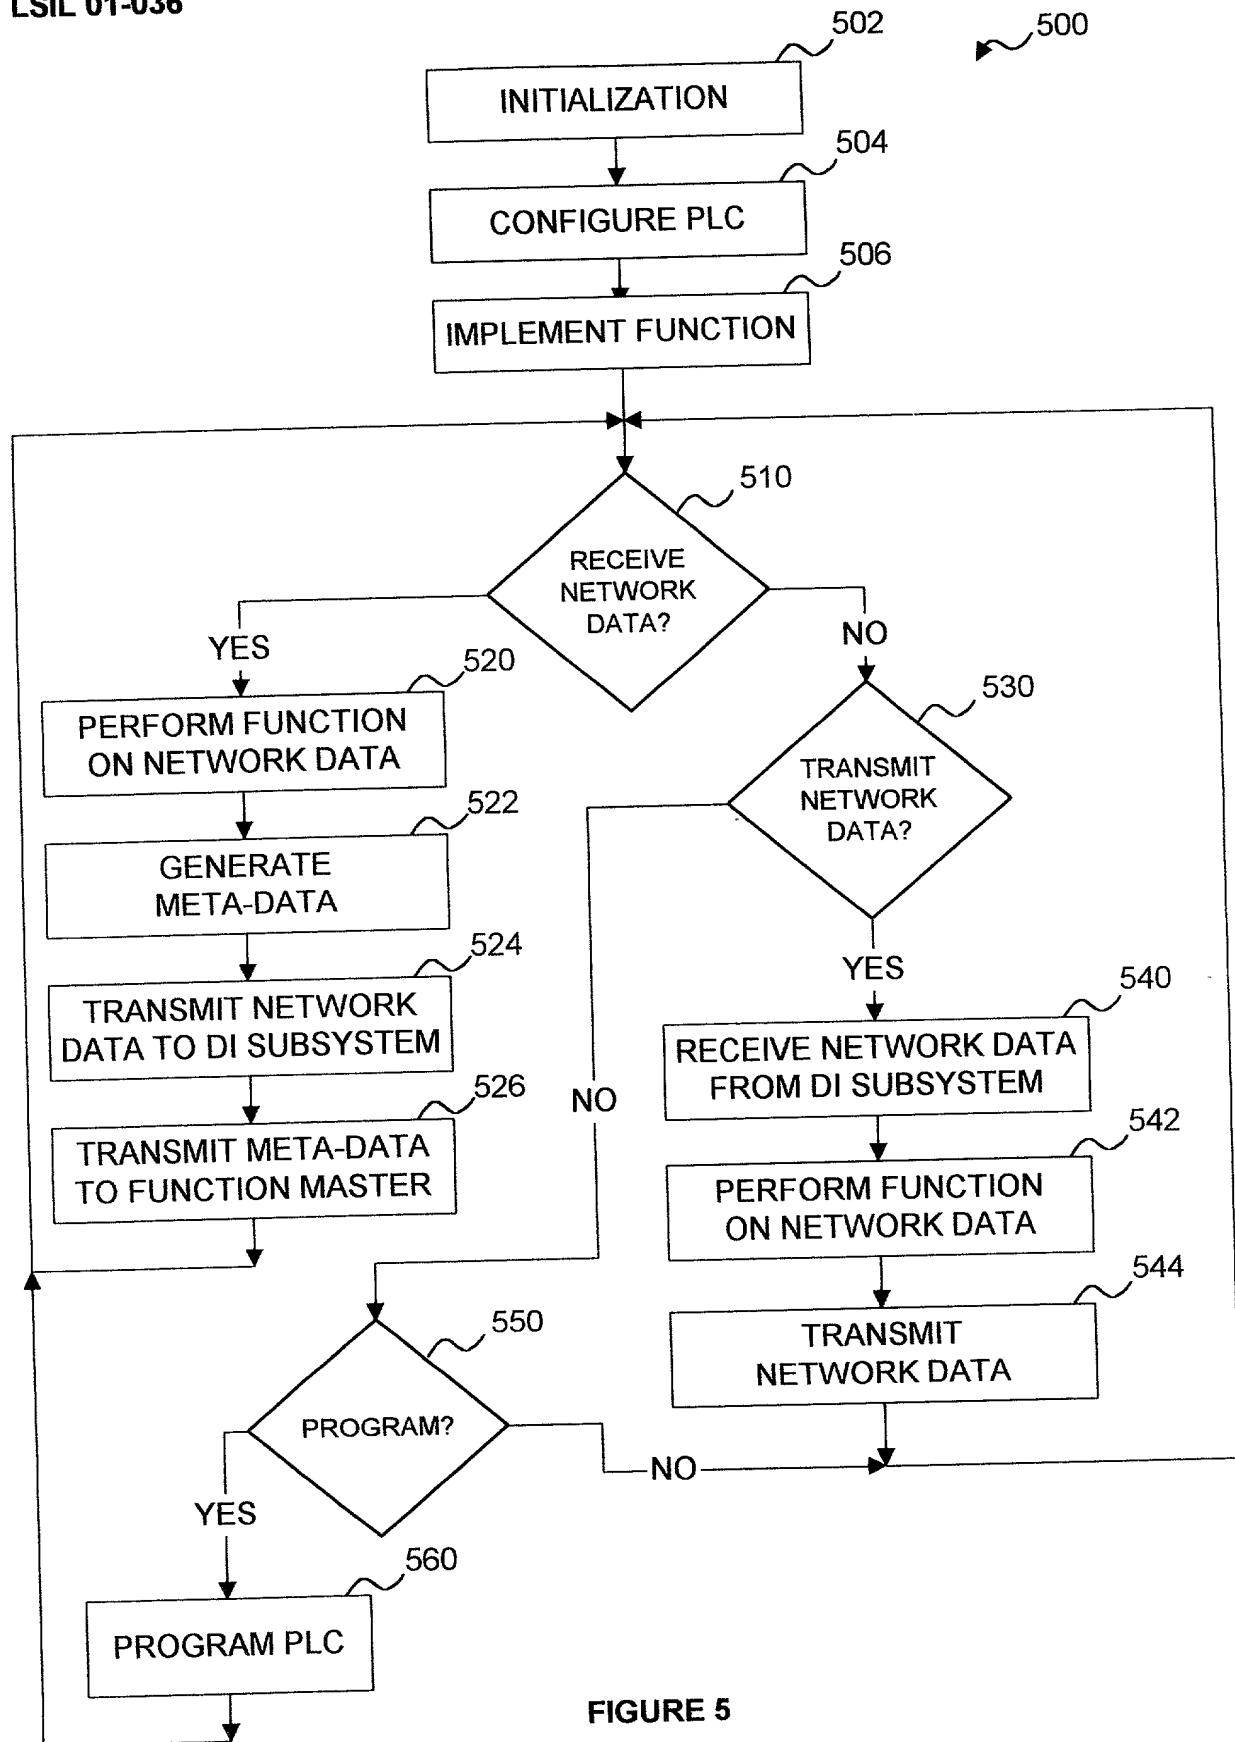 LSIL 01-036
500
502
INITIALIZATION
504
CONFIGURE PLC
506
IMPLEMENT FUNCTION
510
RECEIVE
NETWORK
DATA?
YES
NO
520
PERFORM FUNCTION
ON NETWORK DATA
522
GENERATE
META-DATA
524
TRANSMIT NETWORK
DATA TO DI SUBSYSTEM
526
TRANSMIT META-DATA
TO FUNCTION MASTER
530
TRANSMIT
NETWORK
DATA?
YES
NO
540
RECEIVE NETWORK DATA
FROM DI SUBSYSTEM
542
PERFORM FUNCTION
ON NETWORK DATA
544
TRANSMIT
NETWORK DATA
550
PROGRAM?
NO
YES
560
PROGRAM PLC
FIGURE 5